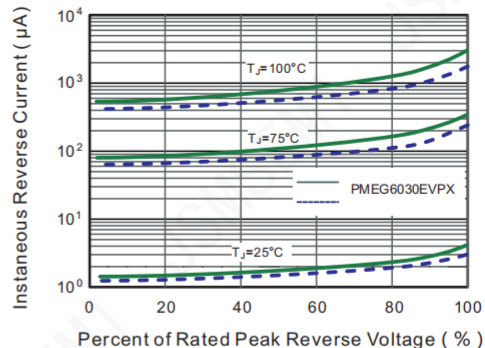 Instaneous Reverse Current ( μA)
10⁴
10³
10²
10¹
10⁰
TJ=100°C
TJ=75°C
PMEG6030EVPX
TJ=25°C
0 20 40 60 80 100
Percent of Rated Peak Reverse Voltage ( % )